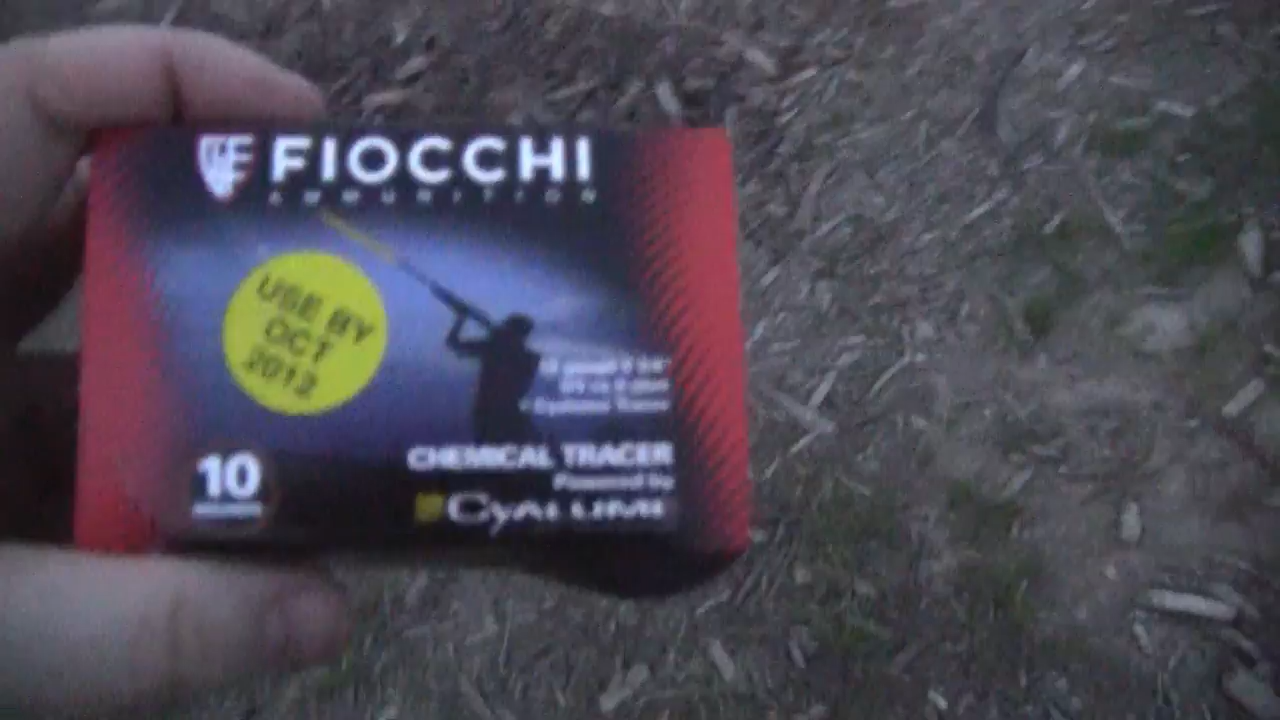 FIOCCHI
AMMUNITION
USE BY
OCT
2012
10
CHEMICAL TRACER
Powered by
CYALUME